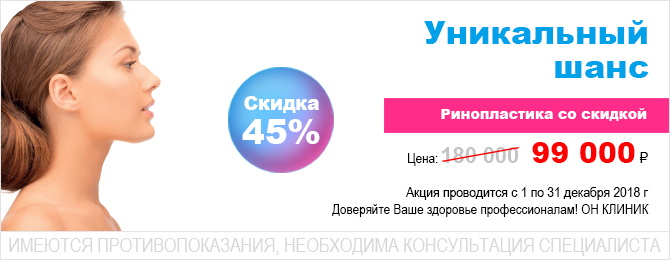 Уникальный
шанс
Скидка
45%
Ринопластика со скидкой
Цена: 180 000 99 000 ₽
Акция проводится с 1 по 31 декабря 2018 г
Доверяйте Ваше здоровье профессионалам! ОН КЛИНИК
ИМЕЮТСЯ ПРОТИВОПОКАЗАНИЯ, НЕОБХОДИМА КОНСУЛЬТАЦИЯ СПЕЦИАЛИСТА